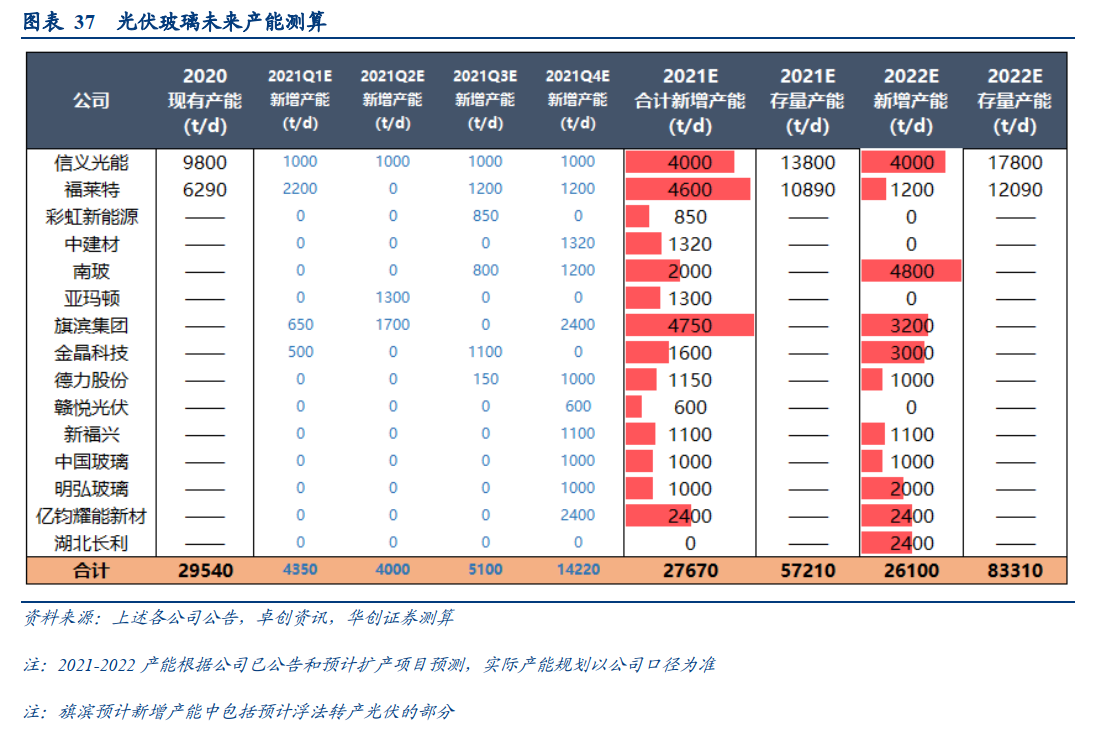 图表 37 光伏玻璃未来产能测算
公司 2020 现有产能 (t/d) 2021Q1E 新增产能 (t/d) 2021Q2E 新增产能 (t/d) 2021Q3E 新增产能 (t/d) 2021Q4E 新增产能 (t/d) 2021E 合计新增产能 (t/d) 2021E 存量产能 (t/d) 2022E 新增产能 (t/d) 2022E 存量产能 (t/d)
信义光能 9800 1000 1000 1000 1000 4000 13800 4000 17800
福莱特 6290 2200 0 1200 1200 4600 10890 1200 12090
彩虹新能源 —— 0 0 850 0 850 —— 0 ——
中建材 —— 0 0 0 1320 1320 —— 0 ——
南玻 —— 0 0 800 1200 2000 —— 4800 ——
亚玛顿 —— 0 1300 0 0 1300 —— 0 ——
旗滨集团 —— 650 1700 0 2400 4750 —— 3200 ——
金晶科技 —— 500 0 1100 0 1600 —— 3000 ——
德力股份 —— 0 0 150 1000 1150 —— 1000 ——
赣悦光伏 —— 0 0 0 600 600 —— 0 ——
新福兴 —— 0 0 0 1100 1100 —— 1100 ——
中国玻璃 —— 0 0 0 1000 1000 —— 1000 ——
明弘玻璃 —— 0 0 0 1000 1000 —— 2000 ——
亿钧耀能新材 —— 0 0 0 2400 2400 —— 2400 ——
湖北长利 —— 0 0 0 0 0 —— 2400 ——
合计 29540 4350 4000 5100 14220 27670 57210 26100 83310
资料来源：上述各公司公告，卓创资讯，华创证券测算
注：2021-2022 产能根据公司已公告和预计扩产项目预测，实际产能规划以公司口径为准
注：旗滨预计新增产能中包括预计浮法转产光伏的部分